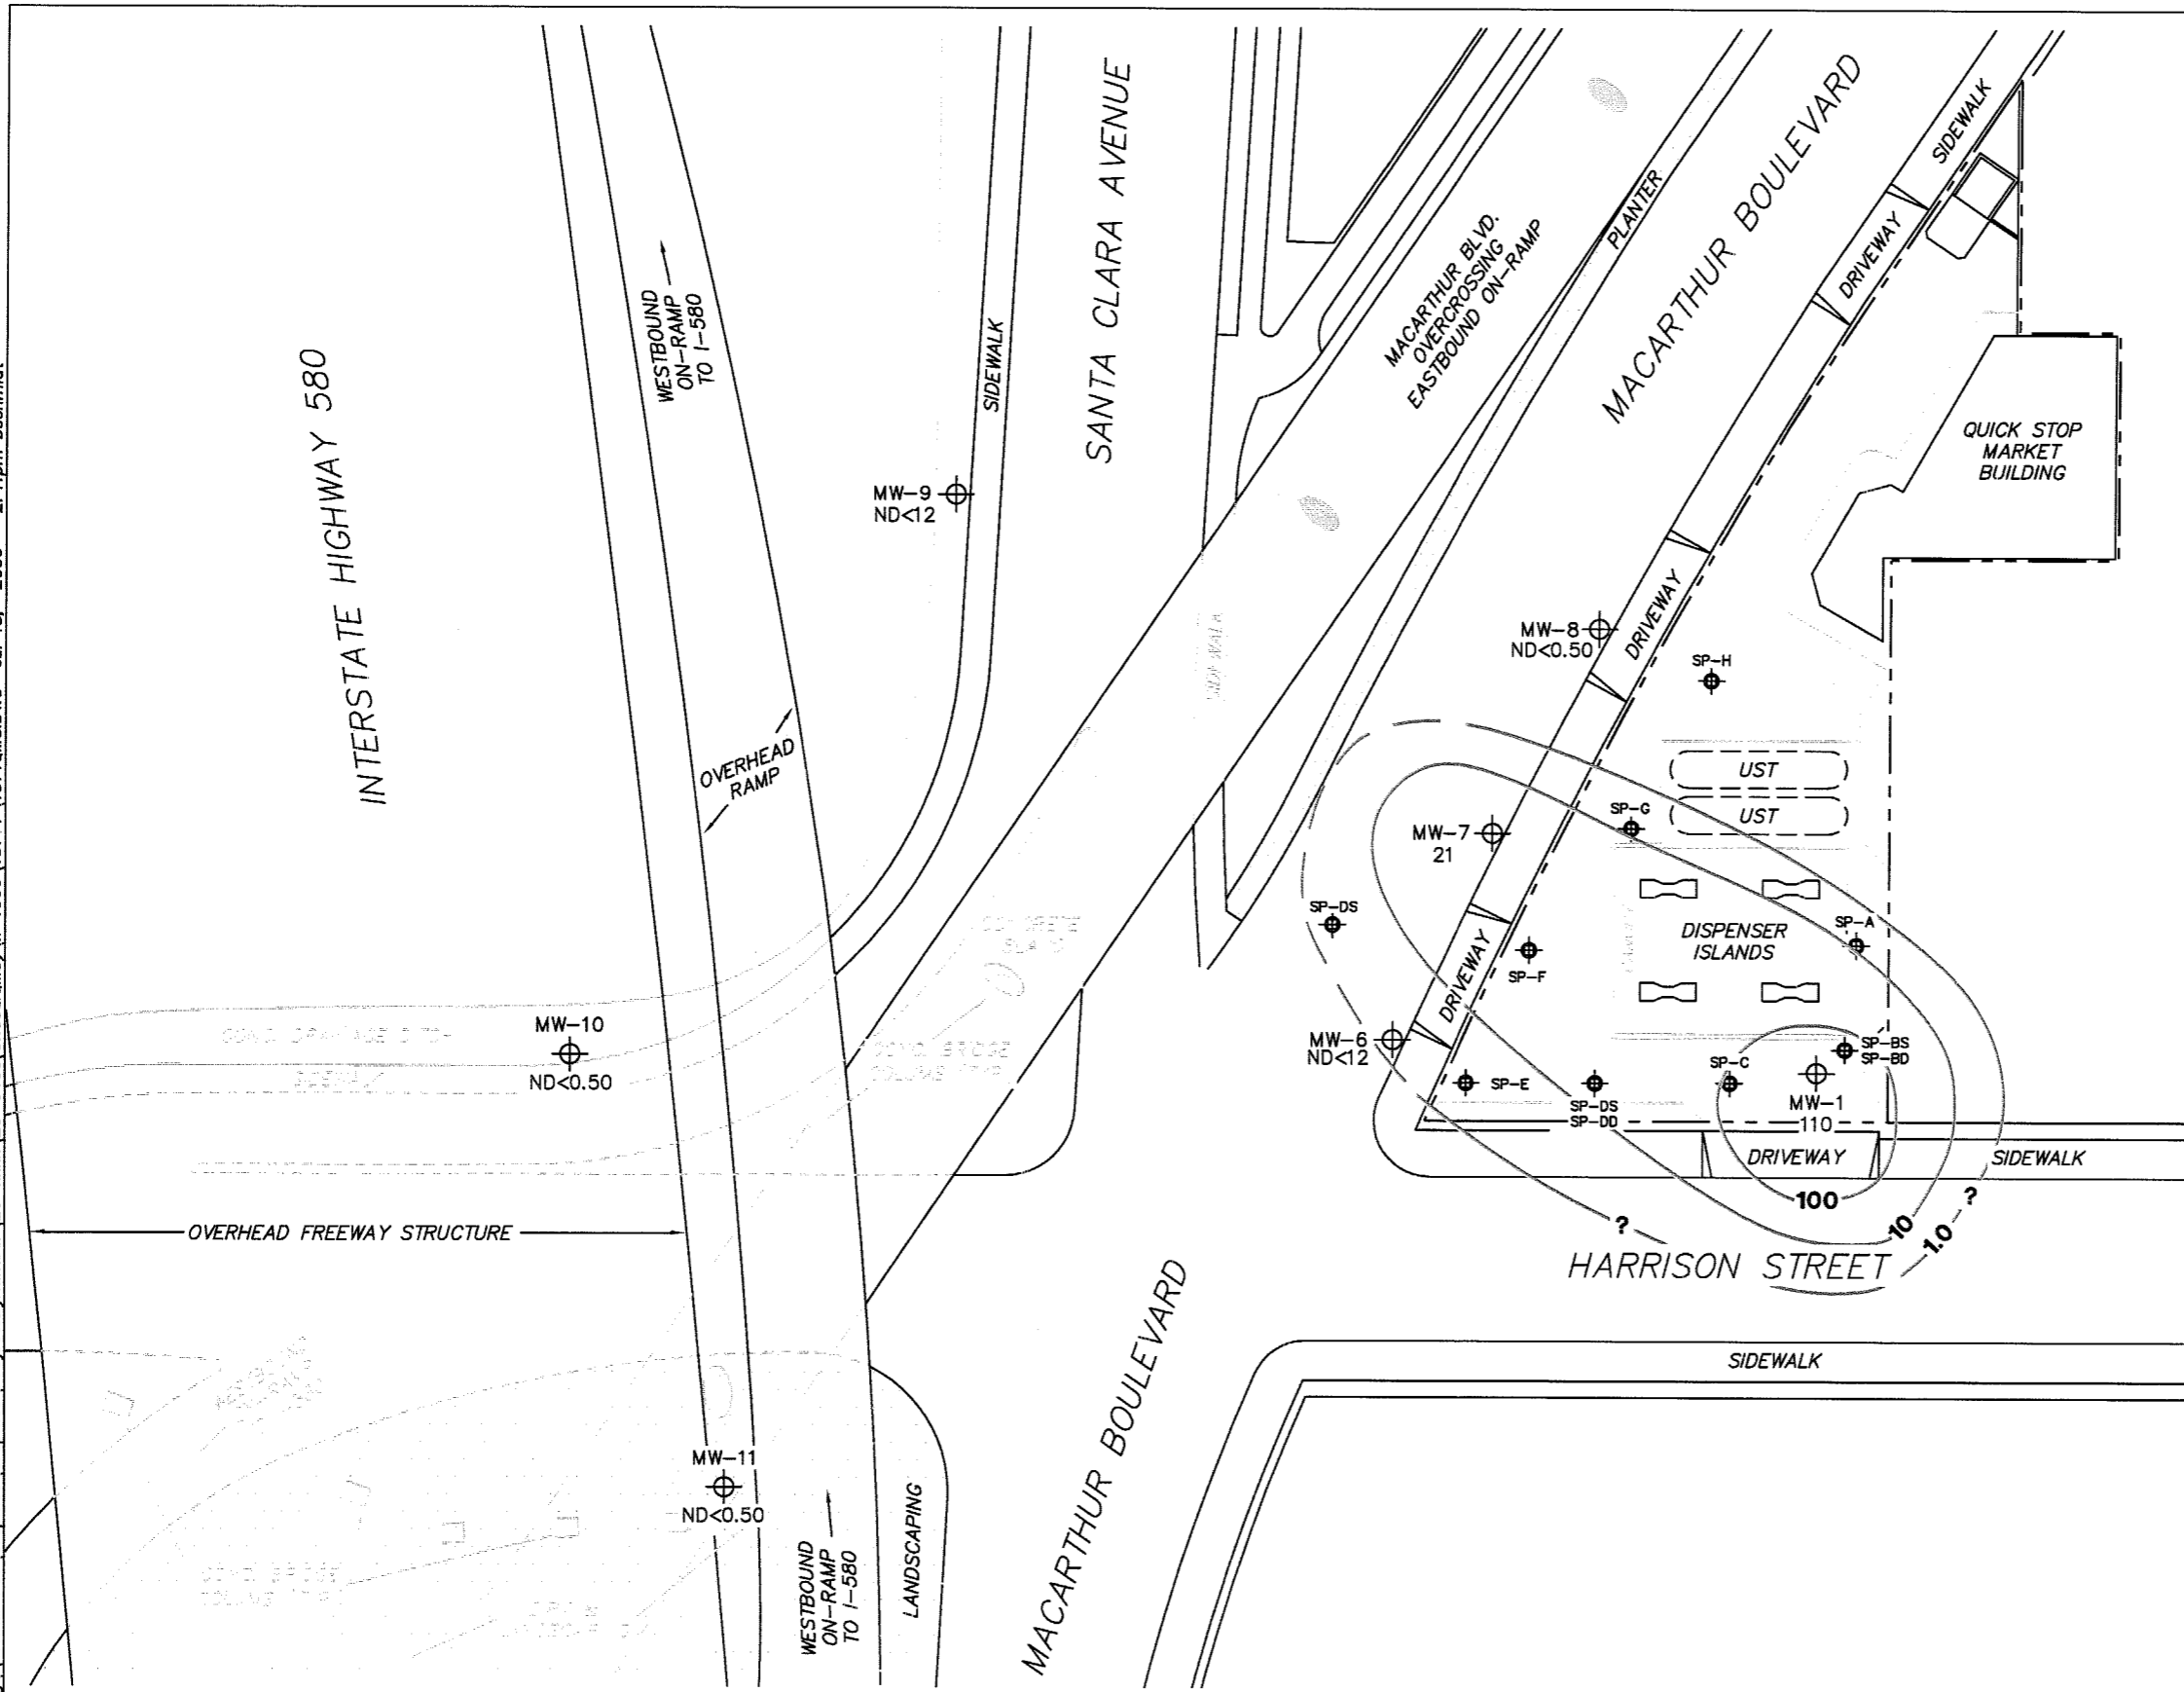 INTERSTATE HIGHWAY 580
WESTBOUND
ON-RAMP
TO I-580
SIDEWALK
SANTA CLARA AVENUE
MACARTHUR BLVD.
OVERCROSSING
EASTBOUND ON-RAMP
PLANTER
MACARTHUR BOULEVARD
SIDEWALK
DRIVEWAY
QUICK STOP
MARKET
BUILDING
MW-9
ND<12
MW-8
ND<0.50
DRIVEWAY
SP-H
OVERHEAD
RAMP
UST
UST
SP-G
MW-7
21
SP-DS
SP-F
DRIVEWAY
DISPENSER
ISLANDS
SP-A
MW-10
ND<0.50
MW-6
ND<12
SP-E
SP-DS
SP-DD
SP-C
SP-BS
SP-BD
MW-1
110
DRIVEWAY
SIDEWALK
100
10
1.0
?
?
OVERHEAD FREEWAY STRUCTURE
HARRISON STREET
SIDEWALK
MACARTHUR BOULEVARD
MW-11
ND<0.50
WESTBOUND
ON-RAMP
TO I-580
LANDSCAPING